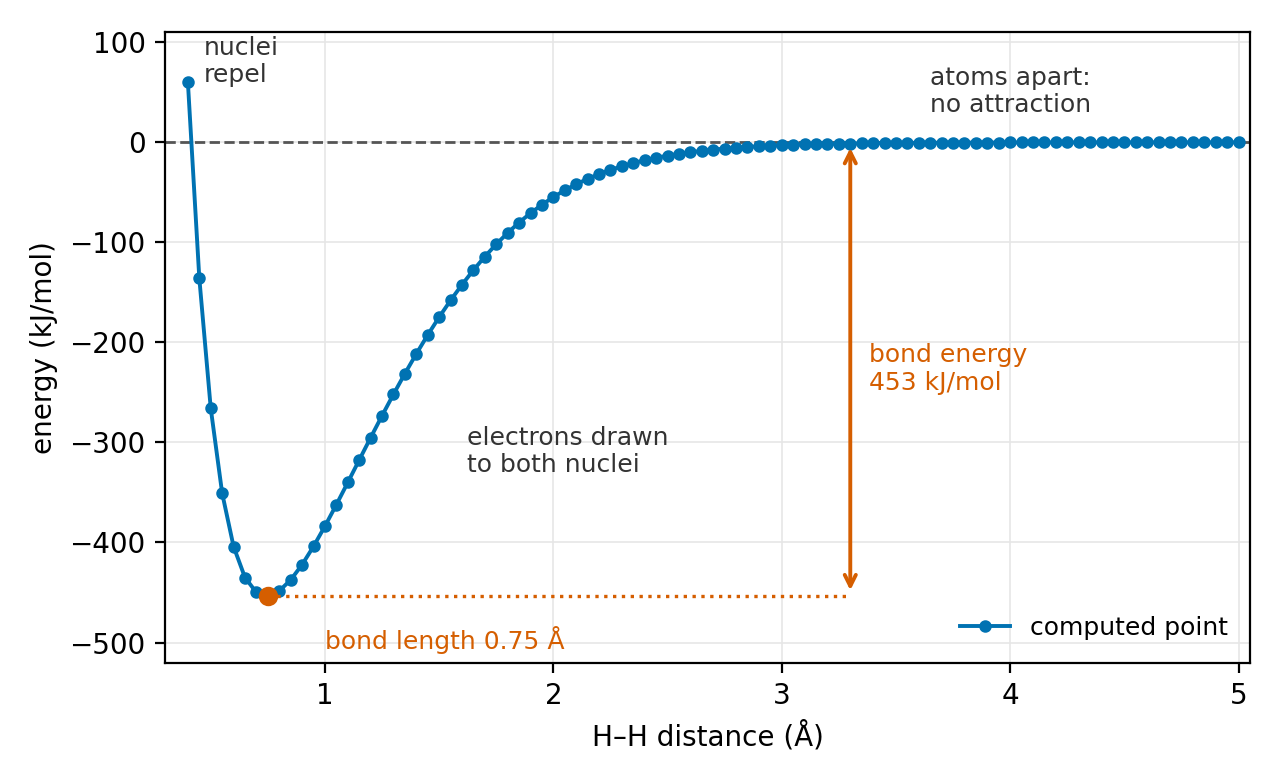 nuclei
repel
atoms apart:
no attraction
bond energy
453 kJ/mol
electrons drawn
to both nuclei
bond length 0.75 Å
computed point
100
0
−100
−200
−300
−400
−500
energy (kJ/mol)
1 2 3 4 5
H–H distance (Å)